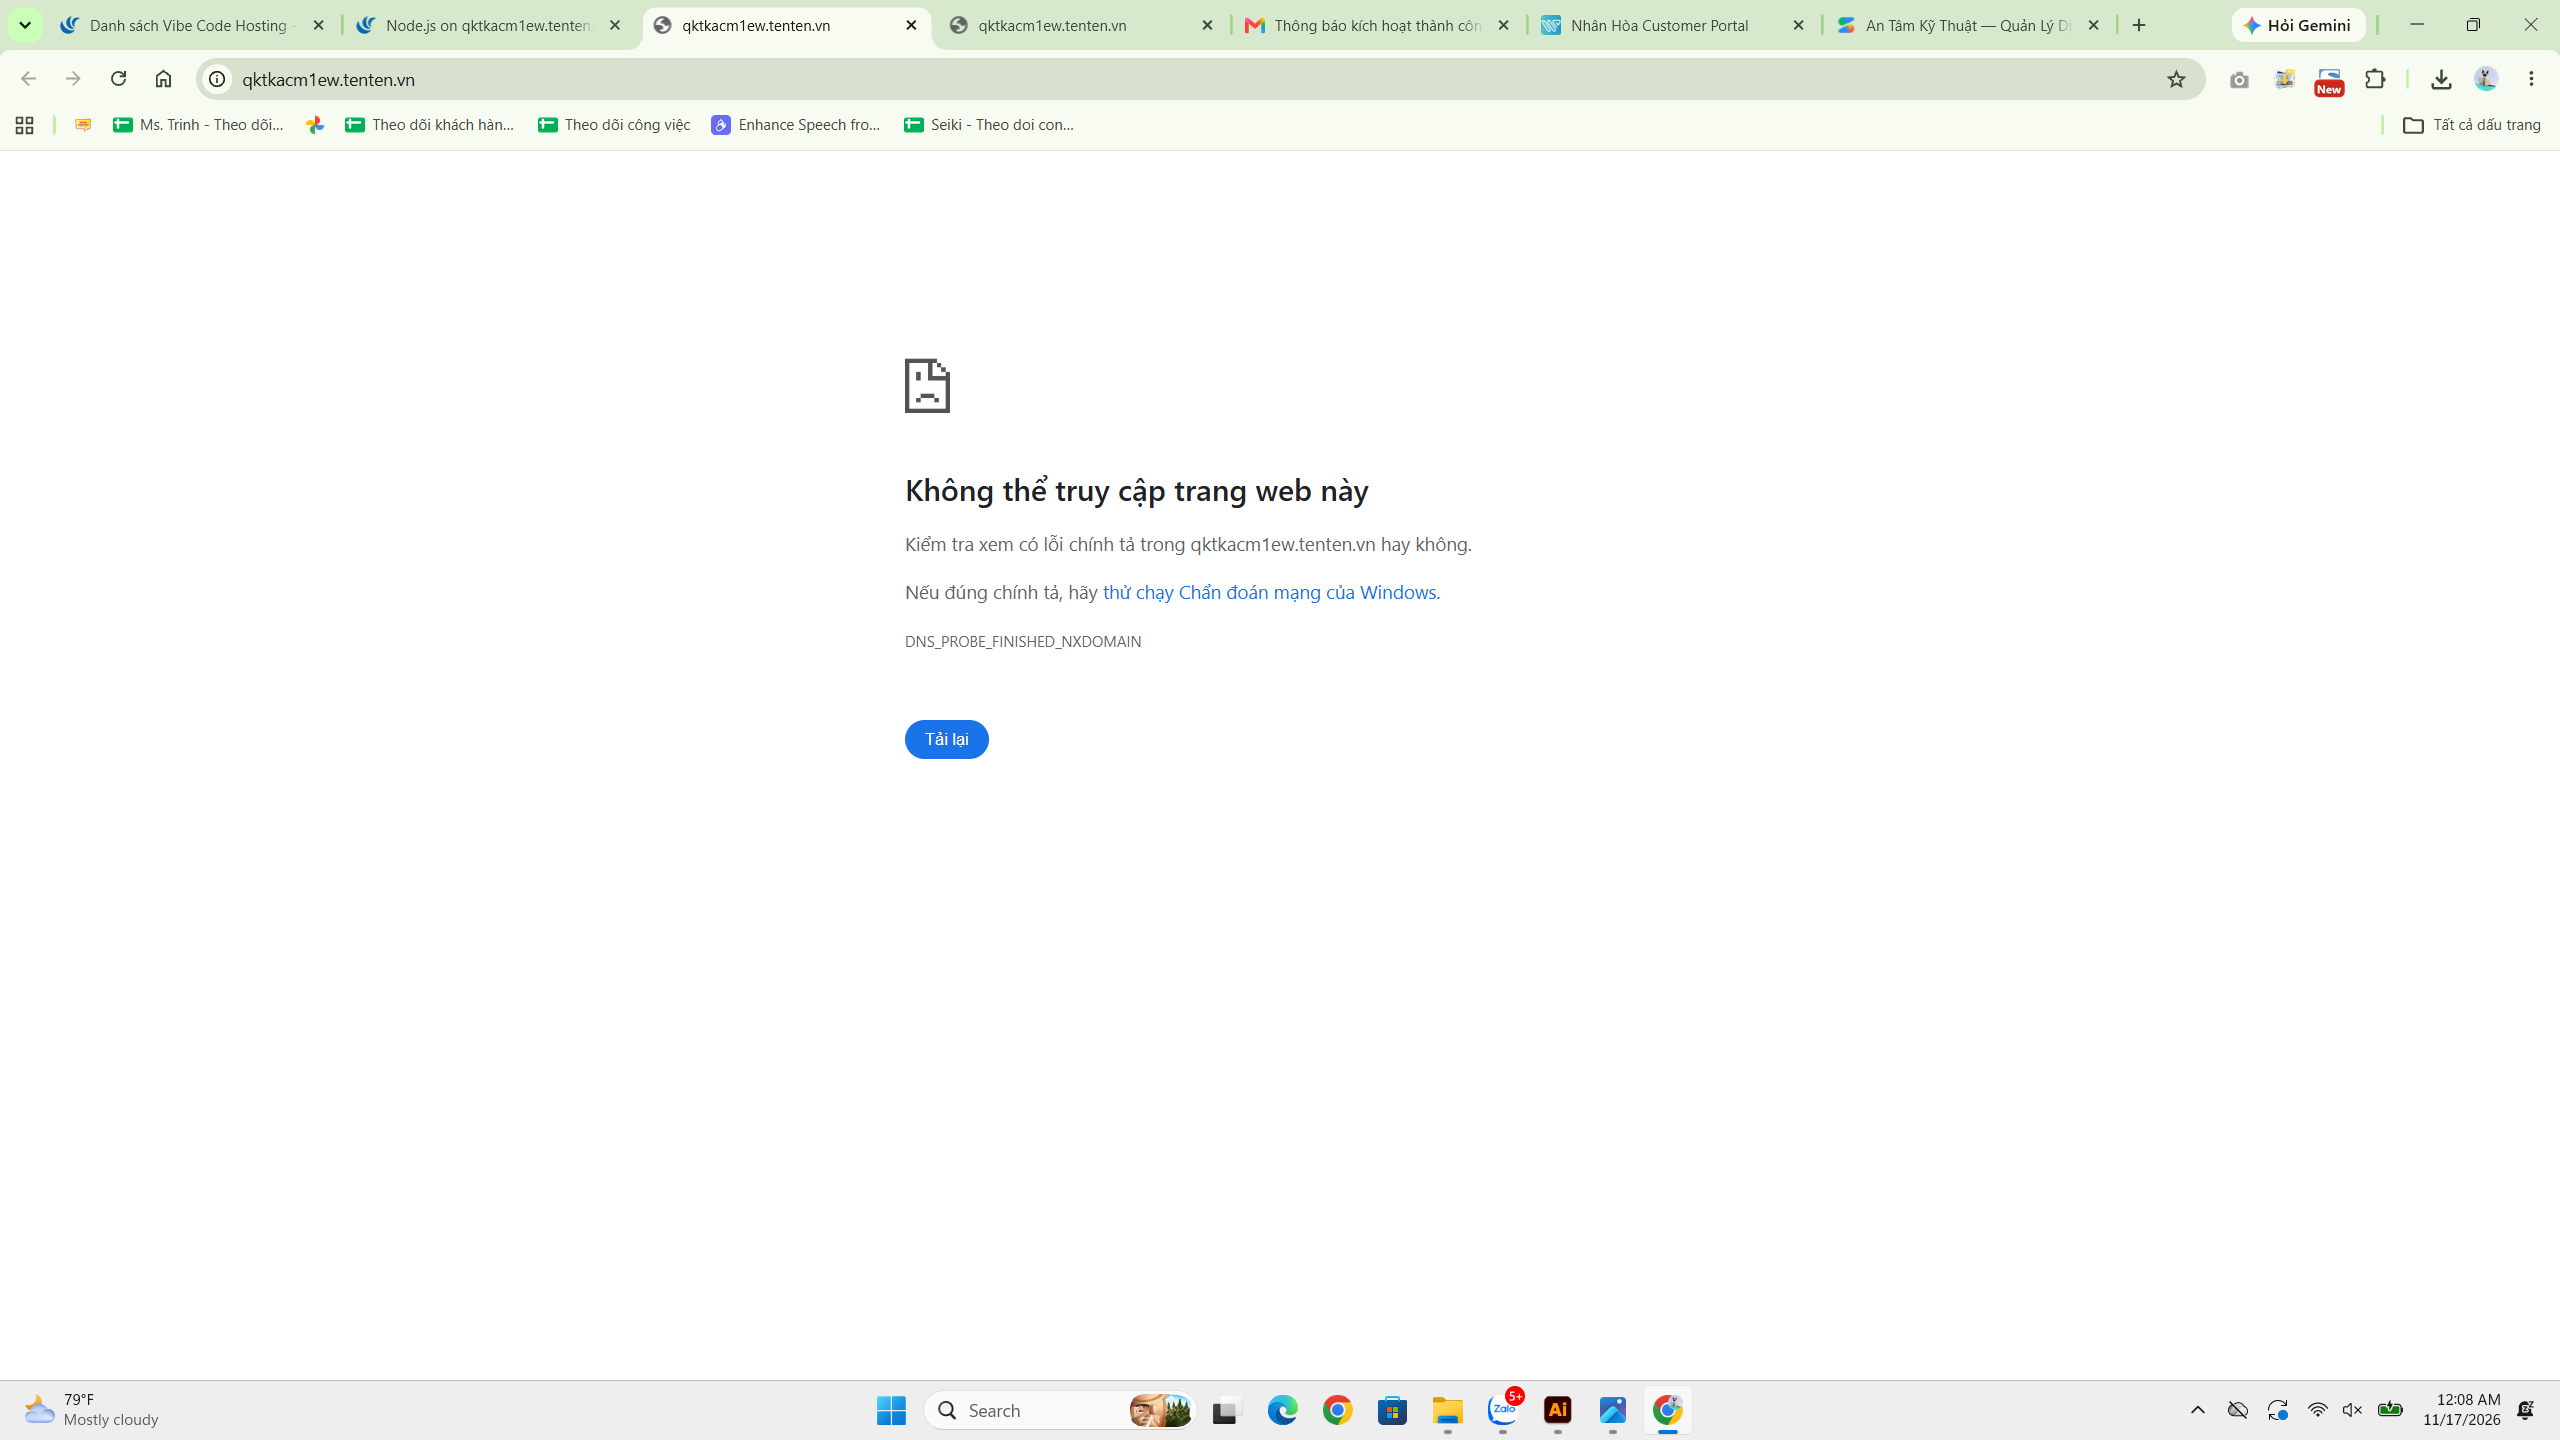 Danh sách Vibe Code Hosting -
Node.js on qktkacm1ew.tenten.
qktkacm1ew.tenten.vn
qktkacm1ew.tenten.vn
Thông báo kích hoạt thành côn
Nhân Hòa Customer Portal
An Tâm Kỹ Thuật — Quản Lý Di
Hỏi Gemini
qktkacm1ew.tenten.vn
New
Ms. Trinh - Theo dõi...
Theo dõi khách hàn...
Theo dõi công việc
Enhance Speech fro...
Seiki - Theo doi con...
Tất cả dấu trang
Không thể truy cập trang web này
Kiểm tra xem có lỗi chính tả trong qktkacm1ew.tenten.vn hay không.
Nếu đúng chính tả, hãy thử chạy Chẩn đoán mạng của Windows.
DNS_PROBE_FINISHED_NXDOMAIN
Tải lại
79°F
Mostly cloudy
Search
Zalo
5+
Ai
12:08 AM
11/17/2026